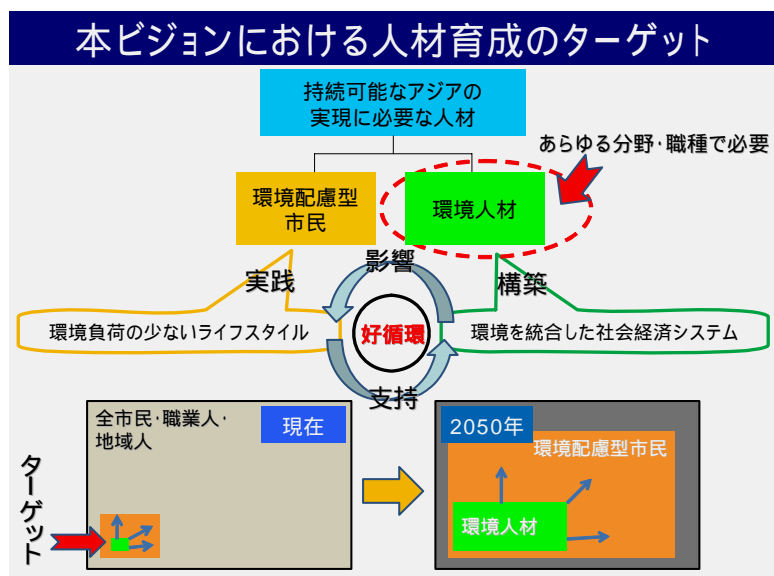 本ビジョンにおける人材育成のターゲット
持続可能なアジアの
実現に必要な人材
あらゆる分野・職種で必要
環境配慮型
市民
環境人材
影響
実践
構築
環境負荷の少ないライフスタイル
好循環
環境を統合した社会経済システム
支持
全市民・職業人・
地域人
現在
2050年
環境配慮型市民
ターゲット
環境人材